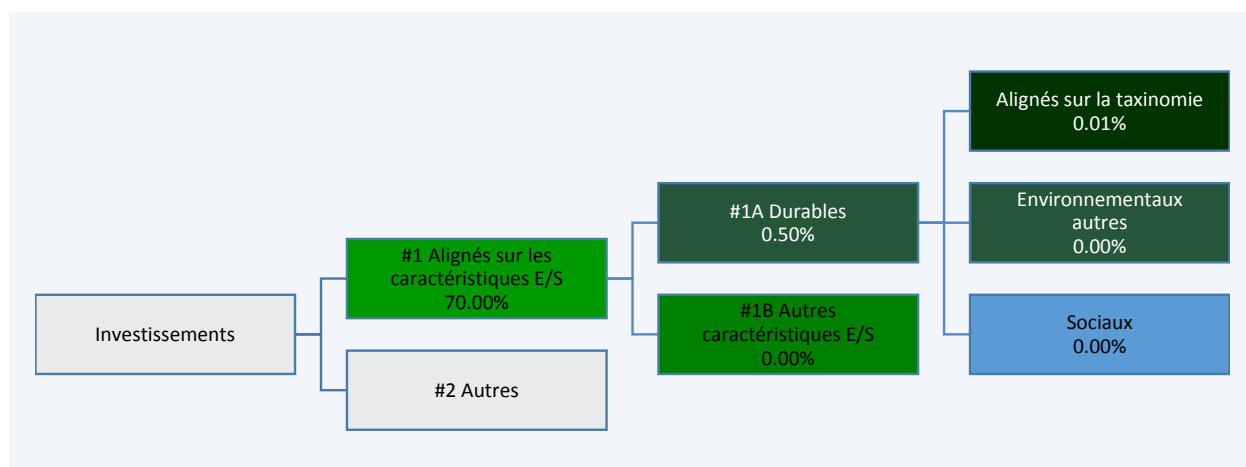 Investissements
#1 Alignés sur les
caractéristiques E/S
70.00%
#2 Autres
#1A Durables
0.50%
#1B Autres
caractéristiques E/S
0.00%
Alignés sur la taxinomie
0.01%
Environnementaux
autres
0.00%
Sociaux
0.00%